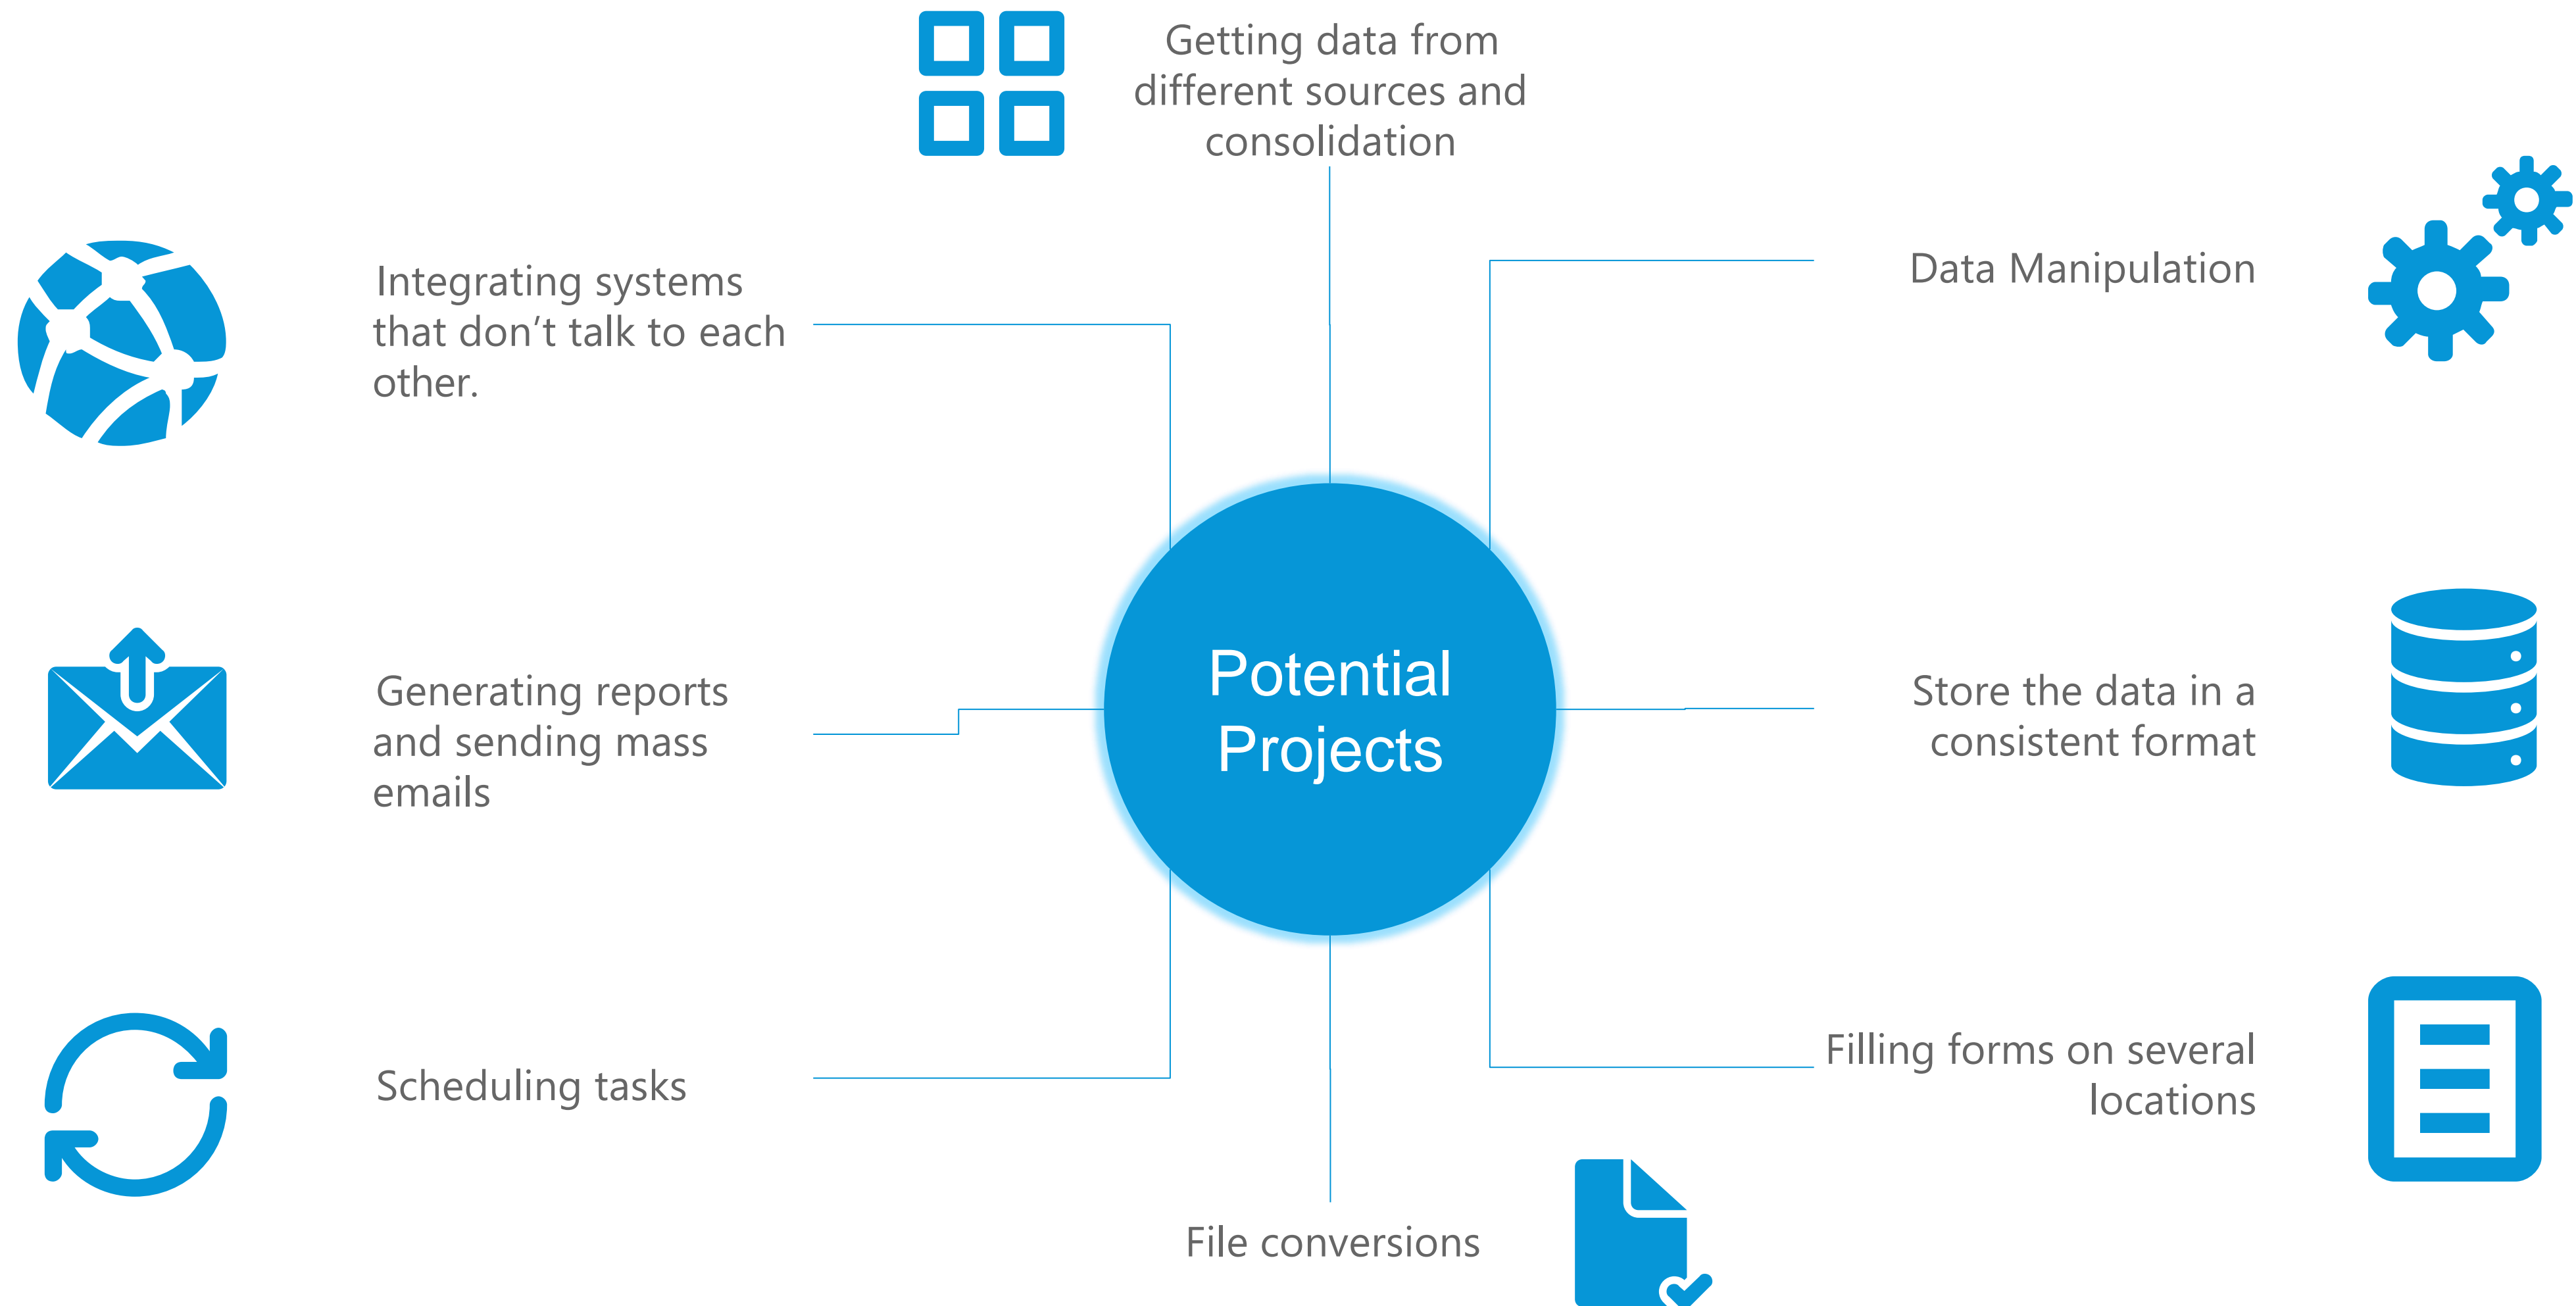 Getting data from
different sources and
consolidation
Integrating systems
that don’t talk to each
other.
Data Manipulation
Generating reports
and sending mass
emails
Potential
Projects
Store the data in a
consistent format
Scheduling tasks
Filling forms on several
locations
File conversions